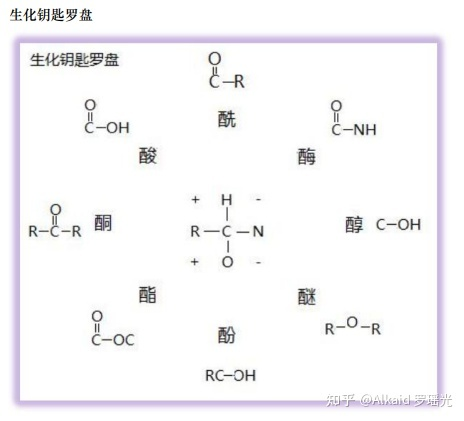 生化钥匙罗盘
生化钥匙罗盘
O
C－R
酰
O
C－OH
酸
O
C－NH
酶
O
R－C－R
酮
+ H -
R－C－N
+ O -
醇 C－OH
酯
O
C－OC
醚
R－O－R
酚
RC－OH
知乎 @Alkaid 罗瑶光